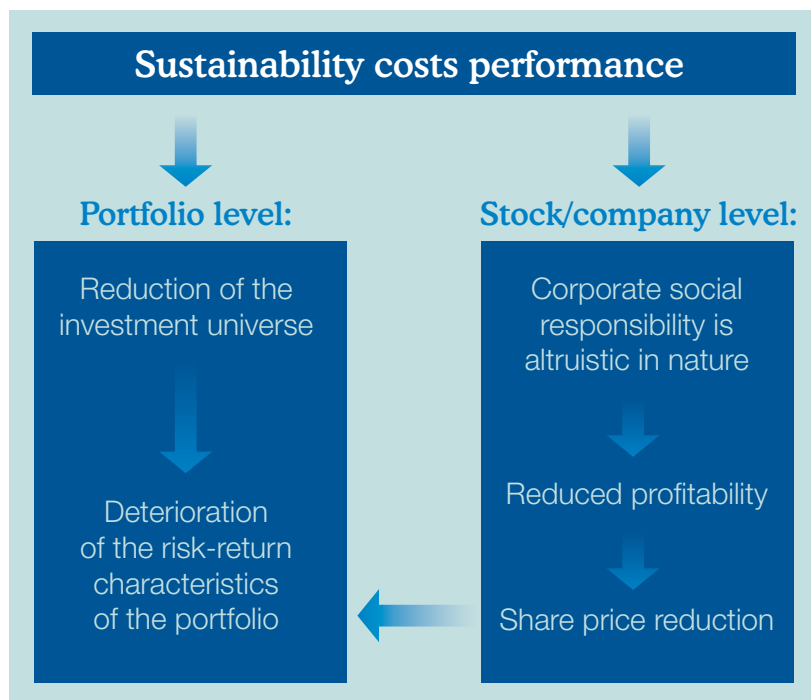 Sustainability costs performance
Portfolio level:
Reduction of the
investment universe
Deterioration
of the risk-return
characteristics
of the portfolio
Stock/company level:
Corporate social
responsibility is
altruistic in nature
Reduced profitability
Share price reduction